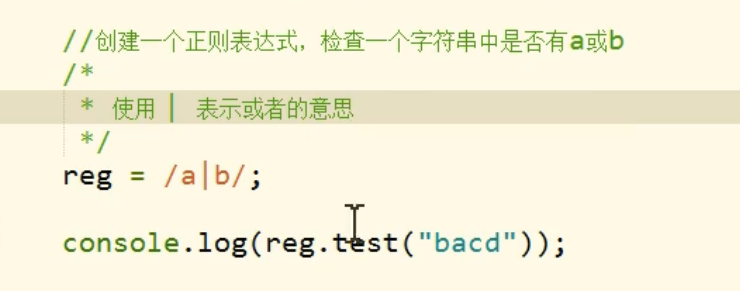 //创建一个正则表达式，检查一个字符串中是否有a或b
/*
* 使用 | 表示或者的意思
*/
reg = /a|b/;
console.log(reg.test("bacd"));